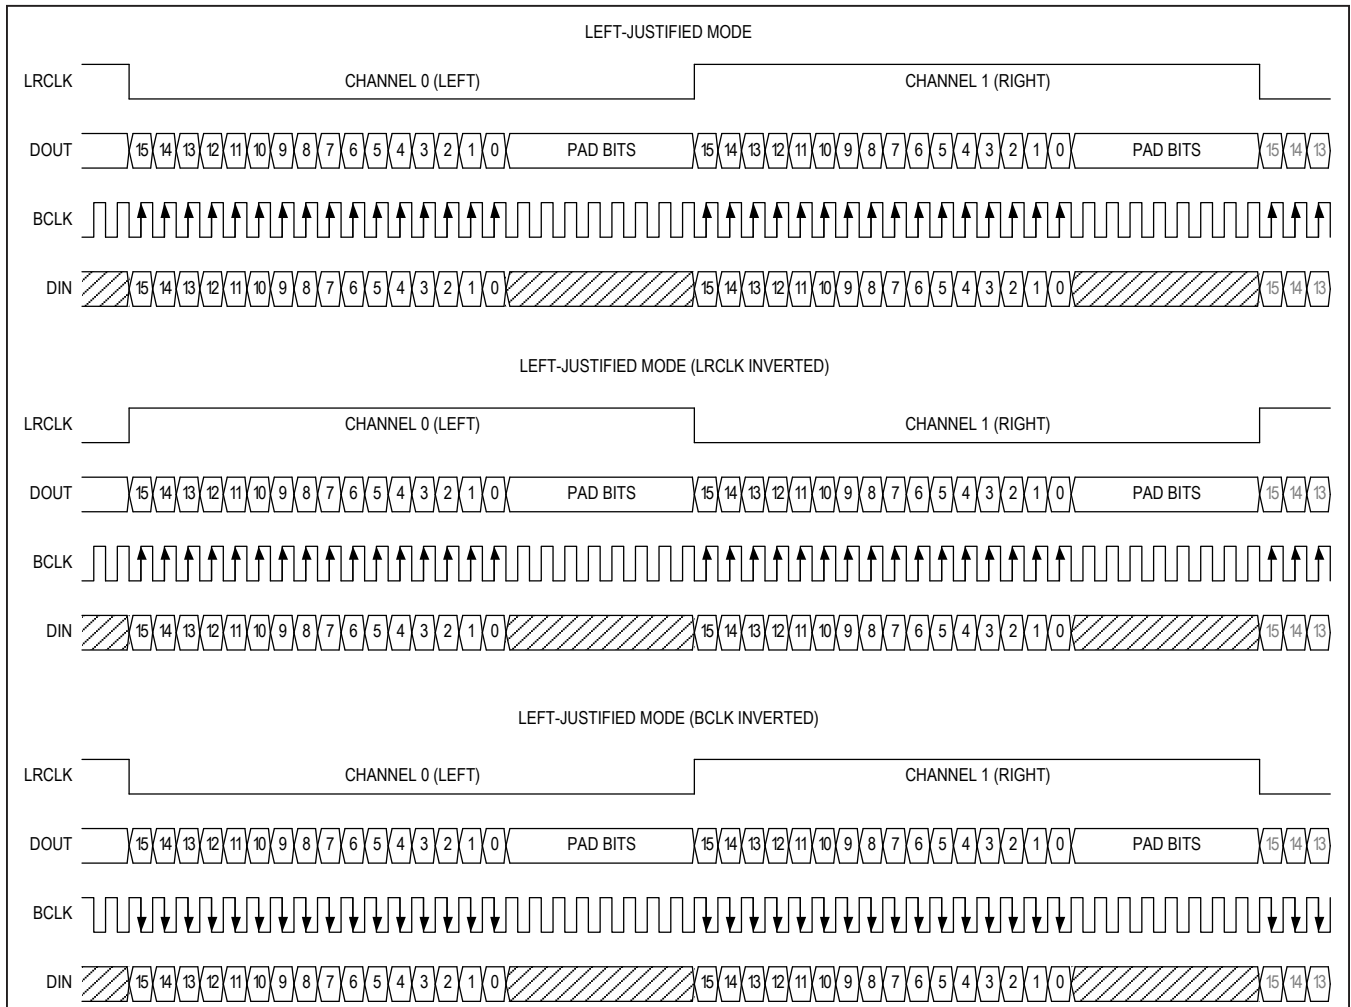 LEFT-JUSTIFIED MODE
LRCLK CHANNEL 0 (LEFT) CHANNEL 1 (RIGHT)
DOUT 15 14 13 12 11 10 9 8 7 6 5 4 3 2 1 0 PAD BITS 15 14 13 12 11 10 9 8 7 6 5 4 3 2 1 0 PAD BITS 15 14 13
BCLK
DIN 15 14 13 12 11 10 9 8 7 6 5 4 3 2 1 0 15 14 13 12 11 10 9 8 7 6 5 4 3 2 1 0 15 14 13
LEFT-JUSTIFIED MODE (LRCLK INVERTED)
LRCLK CHANNEL 0 (LEFT) CHANNEL 1 (RIGHT)
DOUT 15 14 13 12 11 10 9 8 7 6 5 4 3 2 1 0 PAD BITS 15 14 13 12 11 10 9 8 7 6 5 4 3 2 1 0 PAD BITS 15 14 13
BCLK
DIN 15 14 13 12 11 10 9 8 7 6 5 4 3 2 1 0 15 14 13 12 11 10 9 8 7 6 5 4 3 2 1 0 15 14 13
LEFT-JUSTIFIED MODE (BCLK INVERTED)
LRCLK CHANNEL 0 (LEFT) CHANNEL 1 (RIGHT)
DOUT 15 14 13 12 11 10 9 8 7 6 5 4 3 2 1 0 PAD BITS 15 14 13 12 11 10 9 8 7 6 5 4 3 2 1 0 PAD BITS 15 14 13
BCLK
DIN 15 14 13 12 11 10 9 8 7 6 5 4 3 2 1 0 15 14 13 12 11 10 9 8 7 6 5 4 3 2 1 0 15 14 13